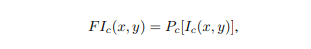 FI_c(x, y) = P_c[I_c(x, y)],